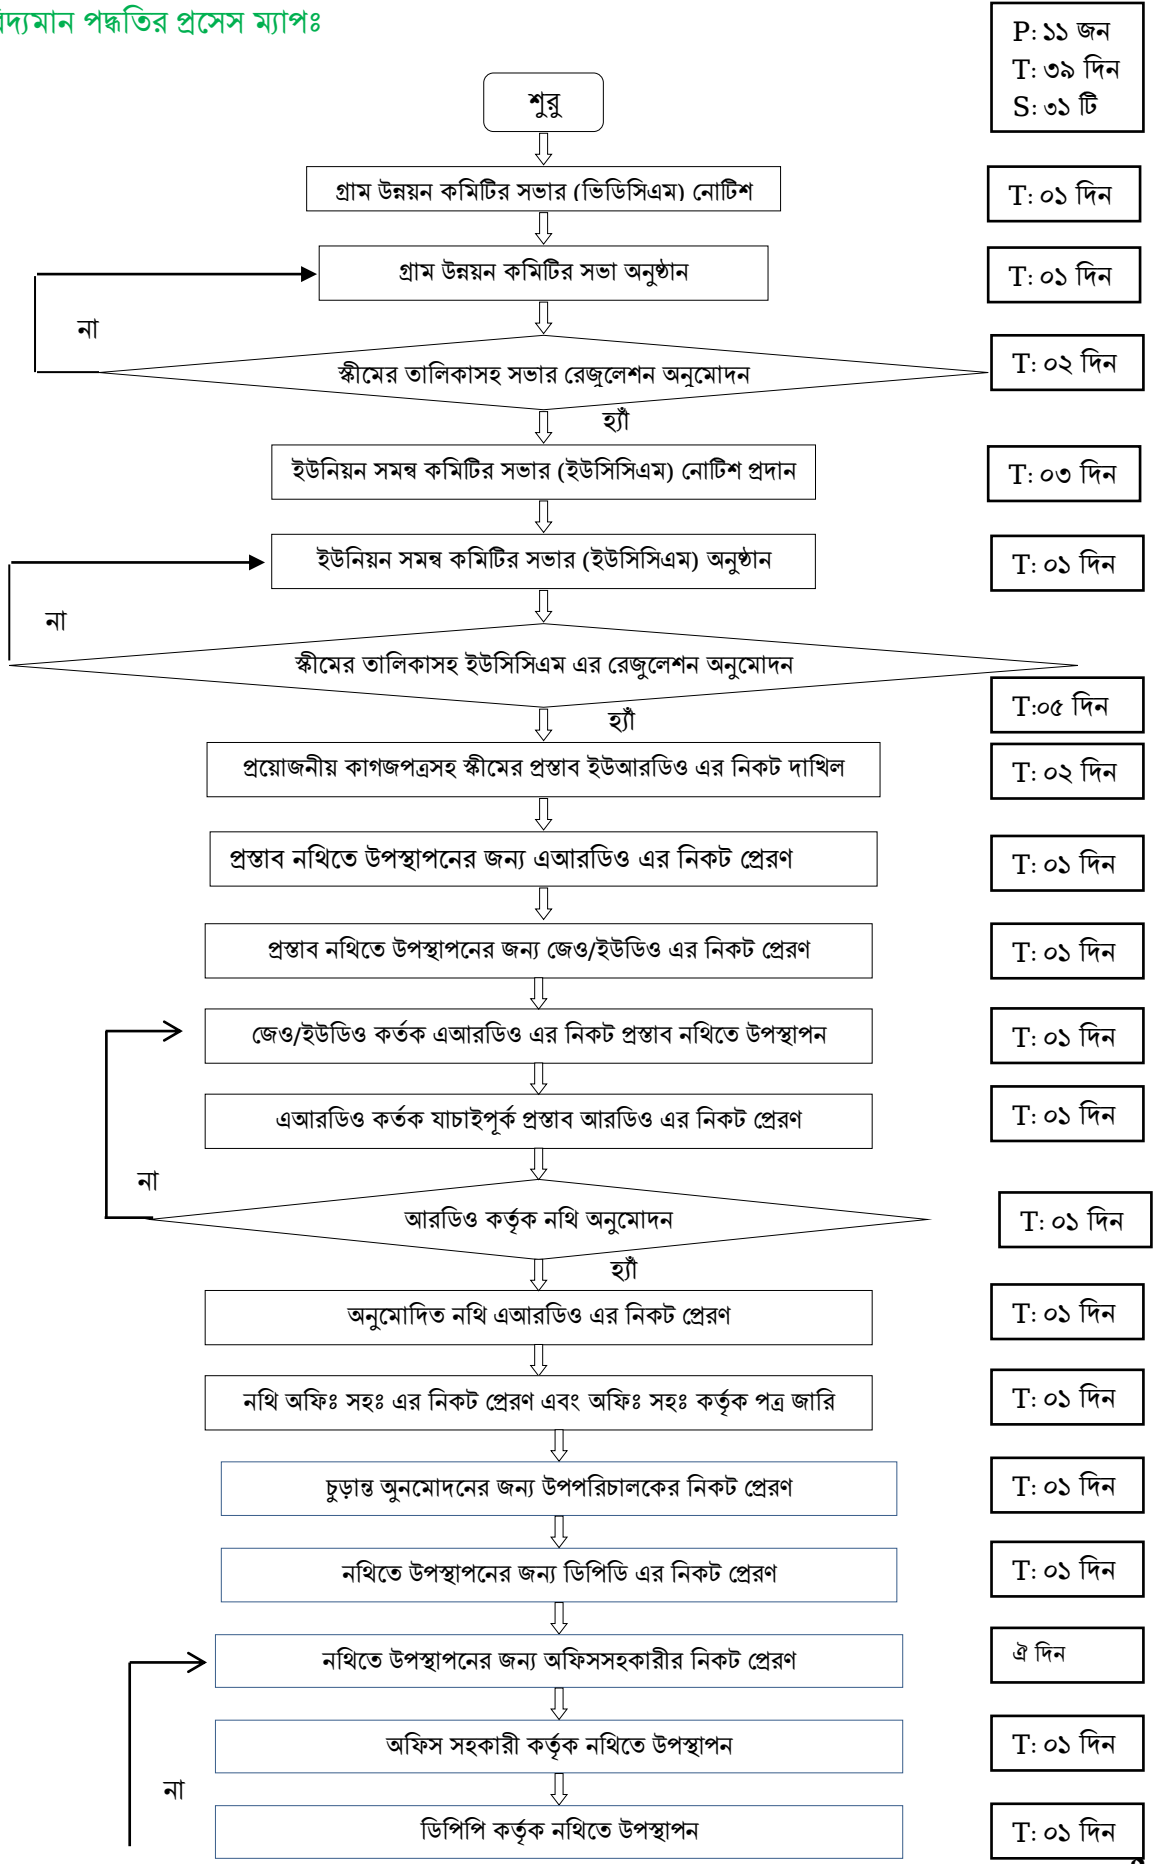 বিদ্যমান পদ্ধতির প্রসেস ম্যাপঃ
P: ১১ জন
T: ৩৯ দিন
S: ৩১ টি
শুরু
গ্রাম উন্নয়ন কমিটির সভার (ভিডিসিএম) নোটিশ
T: ০১ দিন
গ্রাম উন্নয়ন কমিটির সভা অনুষ্ঠান
T: ০১ দিন
না
স্কীমের তালিকাসহ সভার রেজুলেশন অনুমোদন
T: ০২ দিন
হ্যাঁ
ইউনিয়ন সমন্ব কমিটির সভার (ইউসিসিএম) নোটিশ প্রদান
T: ০৩ দিন
ইউনিয়ন সমন্ব কমিটির সভার (ইউসিসিএম) অনুষ্ঠান
T: ০১ দিন
না
স্কীমের তালিকাসহ ইউসিসিএম এর রেজুলেশন অনুমোদন
T:০৫ দিন
হ্যাঁ
প্রয়োজনীয় কাগজপত্রসহ স্কীমের প্রস্তাব ইউআরডিও এর নিকট দাখিল
T: ০২ দিন
প্রস্তাব নথিতে উপস্থাপনের জন্য এআরডিও এর নিকট প্রেরণ
T: ০১ দিন
প্রস্তাব নথিতে উপস্থাপনের জন্য জেও/ইউডিও এর নিকট প্রেরণ
T: ০১ দিন
জেও/ইউডিও কর্তক এআরডিও এর নিকট প্রস্তাব নথিতে উপস্থাপন
T: ০১ দিন
এআরডিও কর্তক যাচাইপূর্ক প্রস্তাব আরডিও এর নিকট প্রেরণ
T: ০১ দিন
না
আরডিও কর্তৃক নথি অনুমোদন
T: ০১ দিন
হ্যাঁ
অনুমোদিত নথি এআরডিও এর নিকট প্রেরণ
T: ০১ দিন
নথি অফিঃ সহঃ এর নিকট প্রেরণ এবং অফিঃ সহঃ কর্তৃক পত্র জারি
T: ০১ দিন
চুড়ান্ত অুনমোদনের জন্য উপপরিচালকের নিকট প্রেরণ
T: ০১ দিন
নথিতে উপস্থাপনের জন্য ডিপিডি এর নিকট প্রেরণ
T: ০১ দিন
নথিতে উপস্থাপনের জন্য অফিসসহকারীর নিকট প্রেরণ
ঐ দিন
অফিস সহকারী কর্তৃক নথিতে উপস্থাপন
T: ০১ দিন
না
ডিপিপি কর্তৃক নথিতে উপস্থাপন
T: ০১ দিন